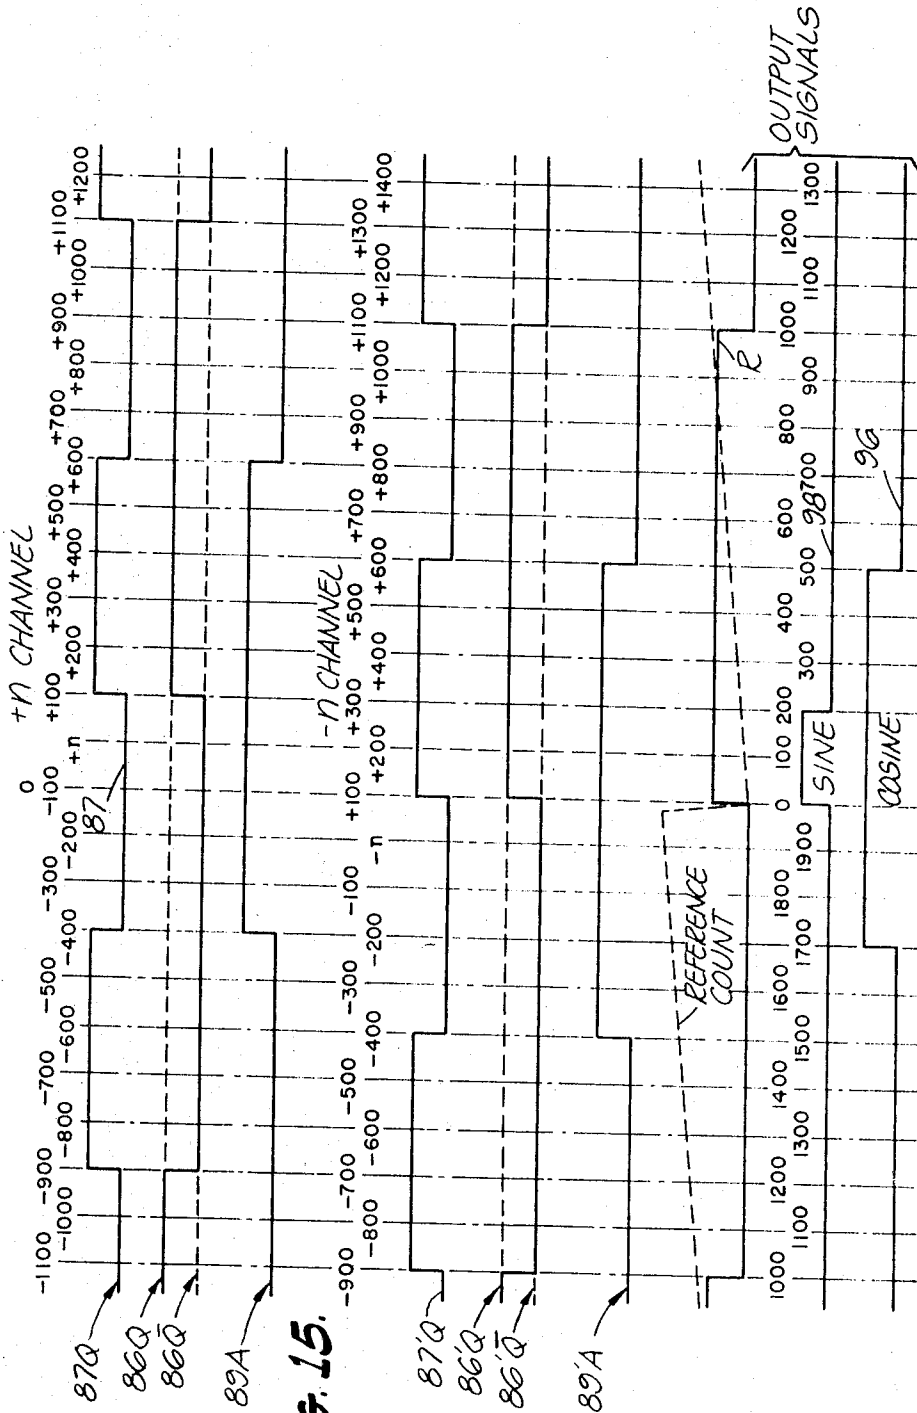 +n CHANNEL
0
-1100 -900 -700 -500 -300 -100 +100 +300 +500 +700 +900 +1100
-1000 -800 -600 -400 -200 +n +200 +400 +600 +800 +1000 +1200
87
87Q
86Q
86Q̅
89A
G. 15.
-n CHANNEL
-900 -700 -500 -300 -100 +100 +300 +500 +700 +900 +1100 +1300
-800 -600 -400 -200 -n +200 +400 +600 +800 +1000 +1200 +1400
87'Q
86'Q
86'Q̅
89'A
REFERENCE
COUNT
R
OUTPUT
SIGNALS
1000 1200 1400 1600 1800 0 200 400 600 800 1000 1200
1100 1300 1500 1700 1900 100 300 500 700 900 1100 1300
SINE
98
COSINE
96